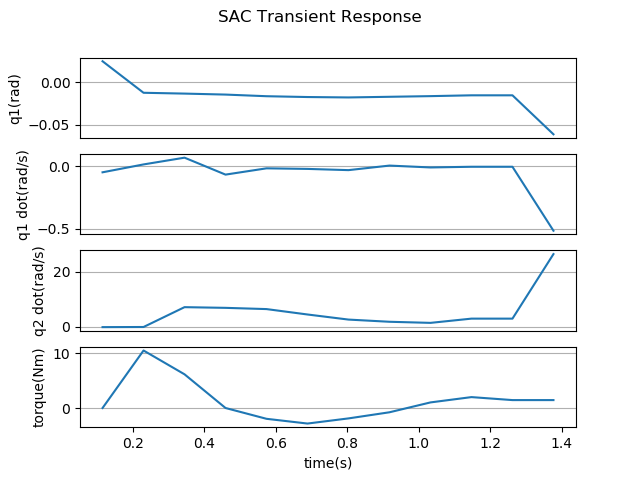 SAC Transient Response
q1(rad)
0.00
−0.05
q1 dot(rad/s)
0.0
−0.5
q2 dot(rad/s)
20
0
torque(Nm)
10
0
0.2 0.4 0.6 0.8 1.0 1.2 1.4
time(s)